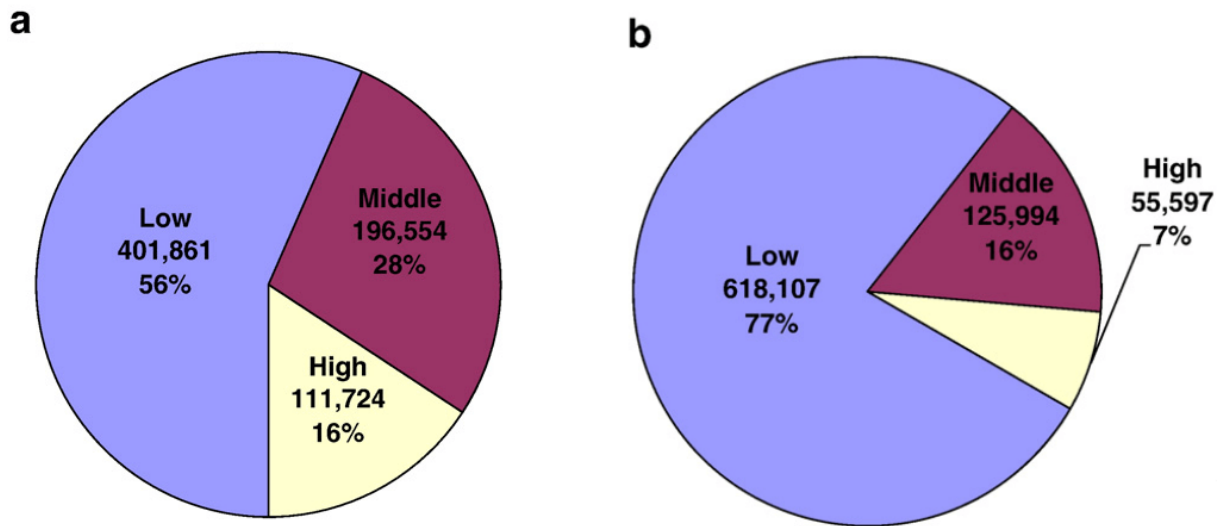 a
Low
401,861
56%
Middle
196,554
28%
High
111,724
16%
b
Low
618,107
77%
Middle
125,994
16%
High
55,597
7%